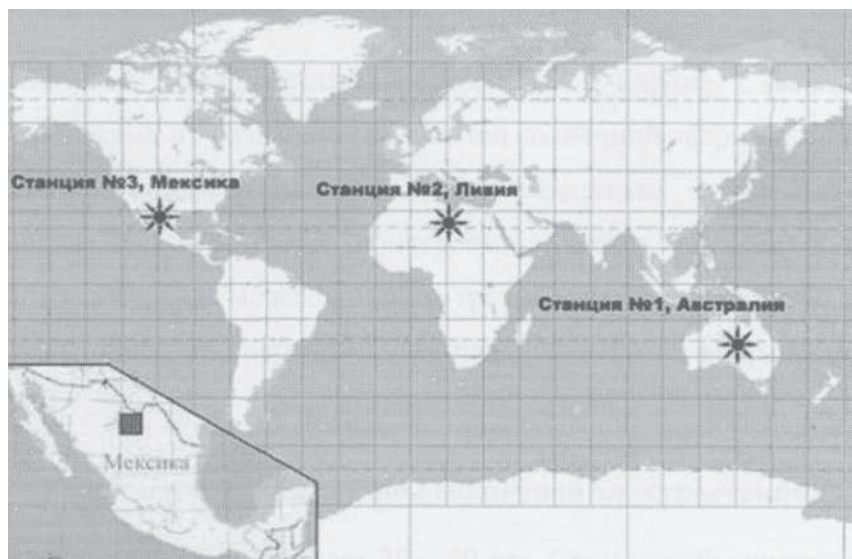 Станция №3, Мексика
Станция №2, Ливия
Станция №1, Австралия
Мексика